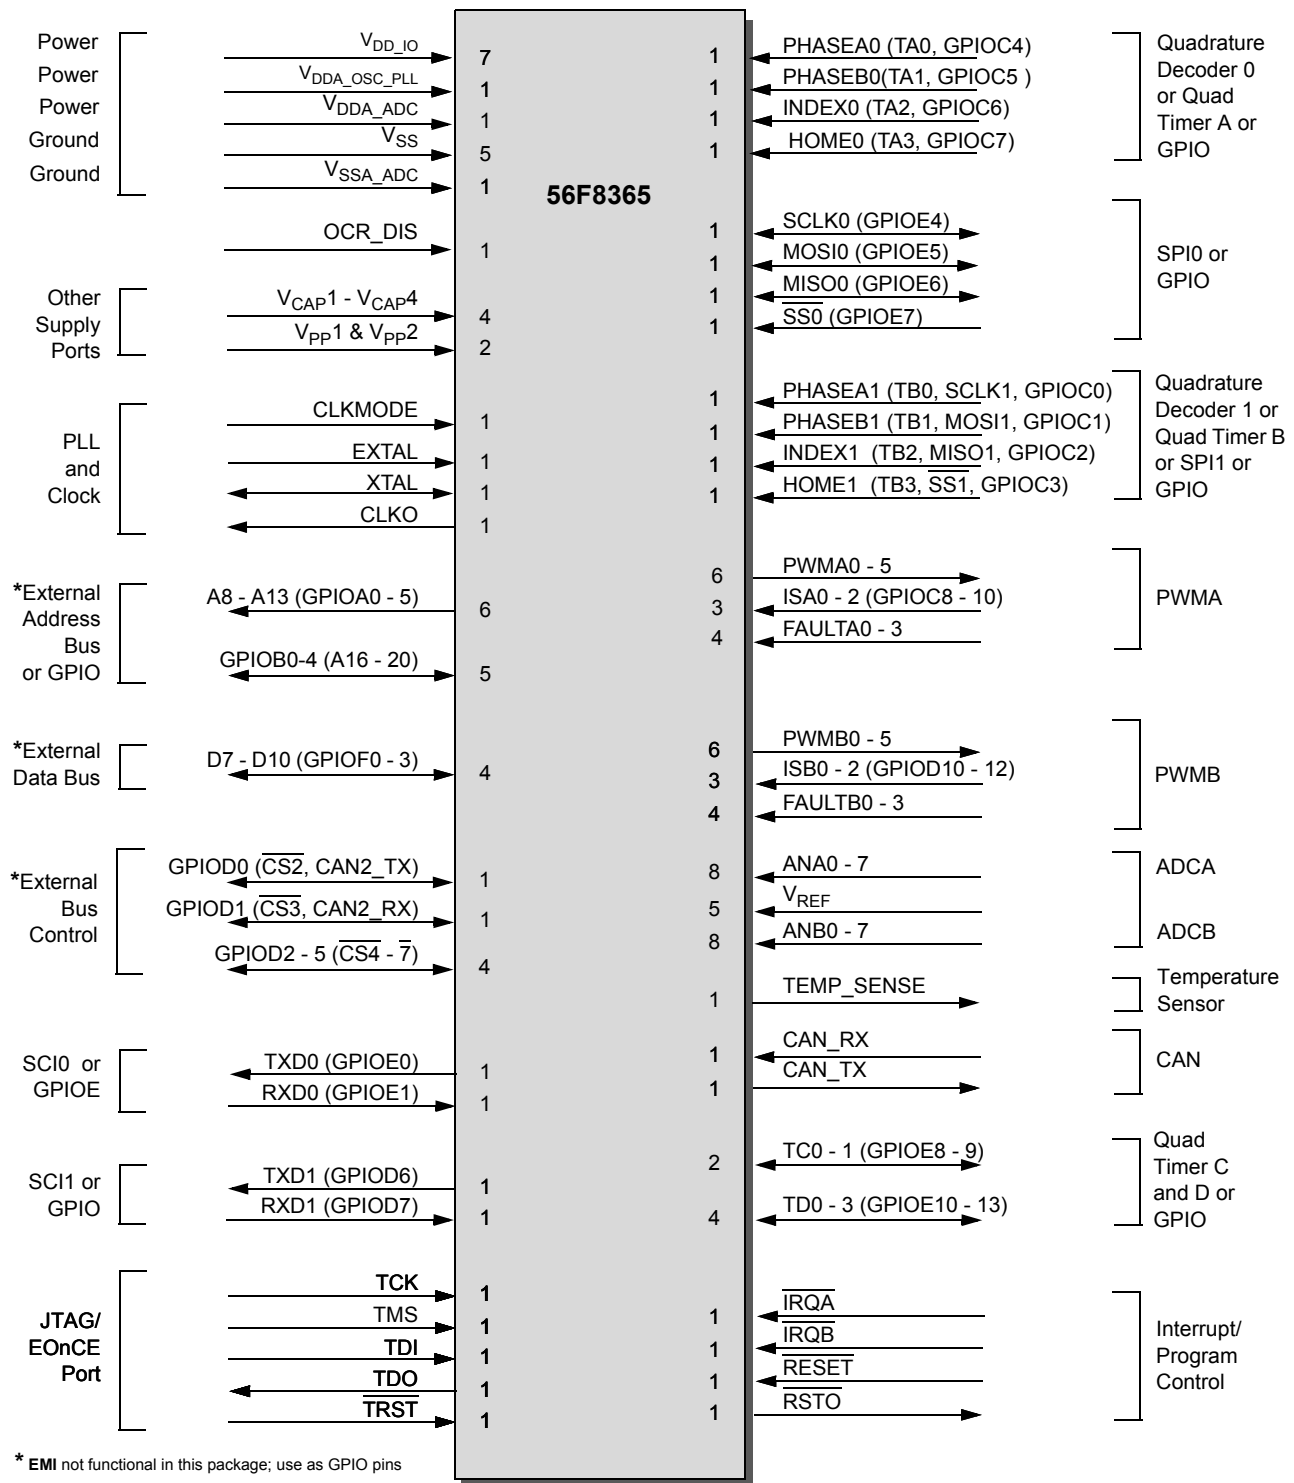 56F8365
Power
V_DD_IO
7
Power
V_DDA_OSC_PLL
1
Power
V_DDA_ADC
1
Ground
V_SS
5
Ground
V_SSA_ADC
1
OCR_DIS
1
Other
Supply
Ports
V_CAP1 - V_CAP4
4
V_PP1 & V_PP2
2
PLL
and
Clock
CLKMODE
1
EXTAL
1
XTAL
1
CLKO
1
*External
Address
Bus
or GPIO
A8 - A13 (GPIOA0 - 5)
6
GPIOB0-4 (A16 - 20)
5
*External
Data Bus
D7 - D10 (GPIOF0 - 3)
4
*External
Bus
Control
GPIOD0 (C̅S̅2̅, CAN2_TX)
1
GPIOD1 (C̅S̅3̅, CAN2_RX)
1
GPIOD2 - 5 (C̅S̅4̅ - 7̅)
4
SCI0 or
GPIOE
TXD0 (GPIOE0)
1
RXD0 (GPIOE1)
1
SCI1 or
GPIO
TXD1 (GPIOD6)
1
RXD1 (GPIOD7)
1
JTAG/
EOnCE
Port
TCK
1
TMS
1
TDI
1
TDO
1
T̅R̅S̅T̅
1
1
PHASEA0 (TA0, GPIOC4)
1
PHASEB0(TA1, GPIOC5 )
1
INDEX0 (TA2, GPIOC6)
1
HOME0 (TA3, GPIOC7)
Quadrature
Decoder 0
or Quad
Timer A or
GPIO
1
SCLK0 (GPIOE4)
1
MOSI0 (GPIOE5)
1
MISO0 (GPIOE6)
1
S̅S̅0̅ (GPIOE7)
SPI0 or
GPIO
1
PHASEA1 (TB0, SCLK1, GPIOC0)
1
PHASEB1 (TB1, MOSI1, GPIOC1)
1
INDEX1 (TB2, MISO1, GPIOC2)
1
HOME1 (TB3, S̅S̅1̅, GPIOC3)
Quadrature
Decoder 1 or
Quad Timer B
or SPI1 or
GPIO
6
PWMA0 - 5
3
ISA0 - 2 (GPIOC8 - 10)
4
FAULTA0 - 3
PWMA
6
PWMB0 - 5
3
ISB0 - 2 (GPIOD10 - 12)
4
FAULTB0 - 3
PWMB
8
ANA0 - 7
5
V_REF
8
ANB0 - 7
ADCA
ADCB
1
TEMP_SENSE
Temperature
Sensor
1
CAN_RX
1
CAN_TX
CAN
2
TC0 - 1 (GPIOE8 - 9)
4
TD0 - 3 (GPIOE10 - 13)
Quad
Timer C
and D or
GPIO
1
I̅R̅Q̅A̅
1
I̅R̅Q̅B̅
1
R̅E̅S̅E̅T̅
1
R̅S̅T̅O̅
Interrupt/
Program
Control
* EMI not functional in this package; use as GPIO pins